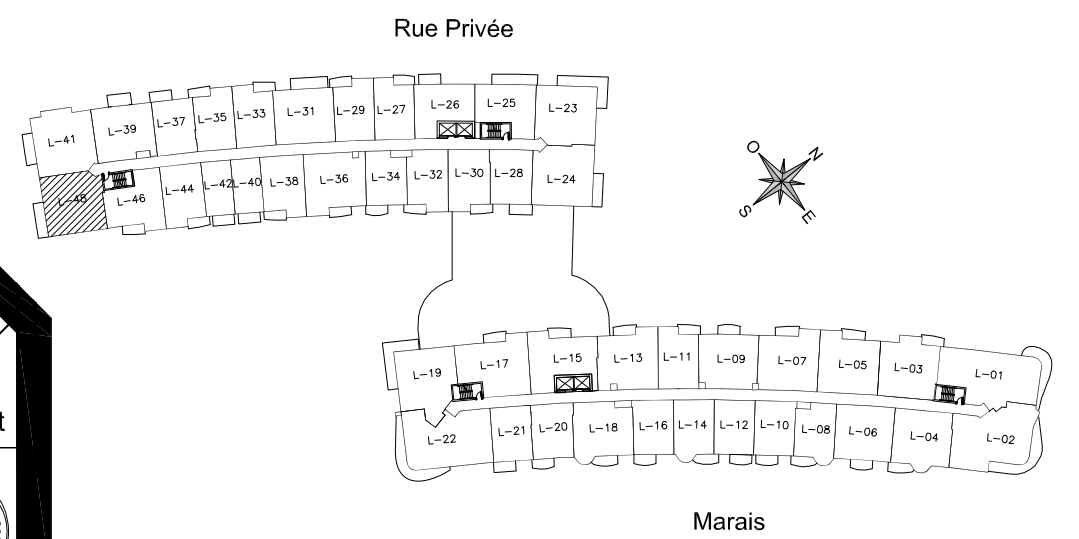 Rue Privée
L-41 L-39 L-37 L-35 L-33 L-31 L-29 L-27 L-26 L-25 L-23
L-48 L-46 L-44 L-42 L-40 L-38 L-36 L-34 L-32 L-30 L-28 L-24
O N
S E
L-19 L-17 L-15 L-13 L-11 L-09 L-07 L-05 L-03 L-01
L-22 L-21 L-20 L-18 L-16 L-14 L-12 L-10 L-08 L-06 L-04 L-02
t
Marais